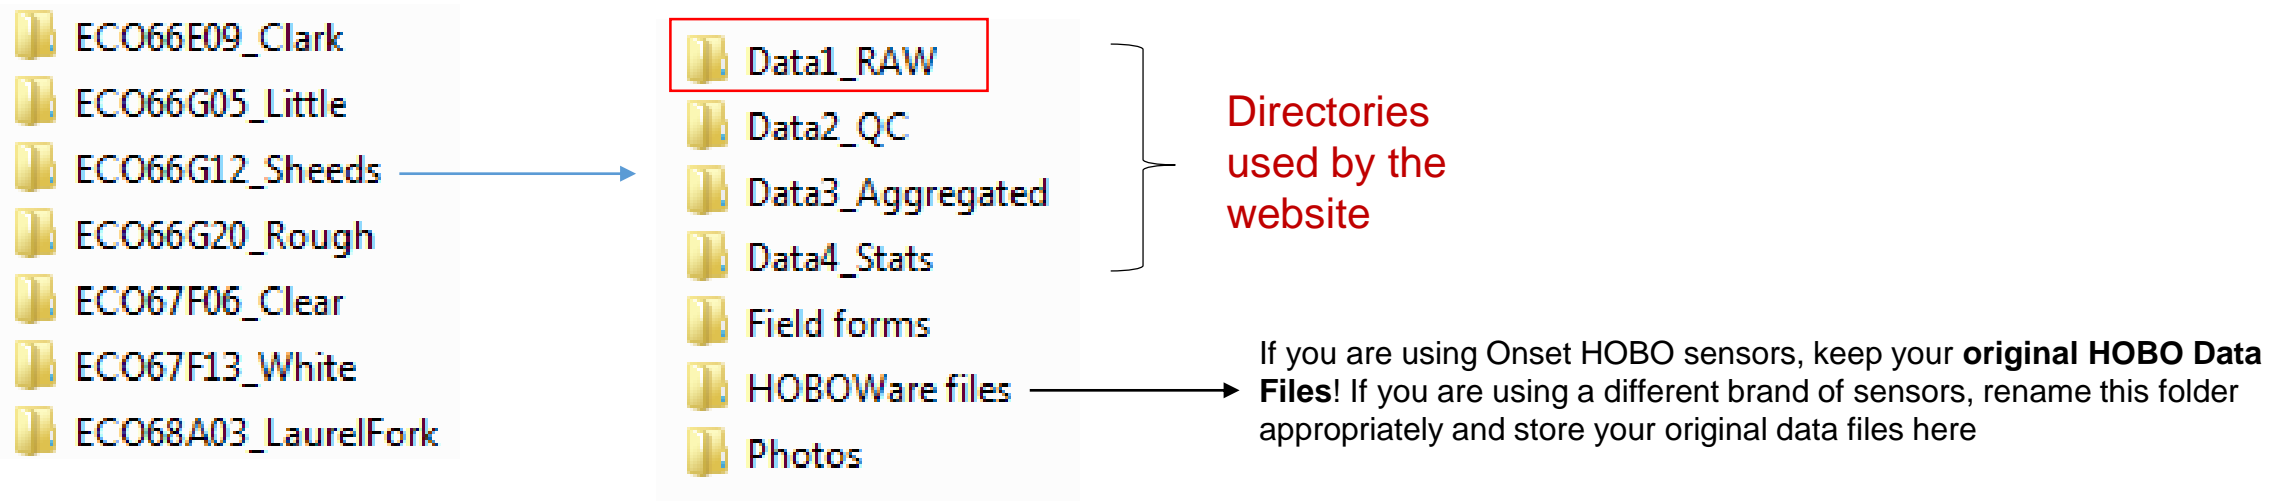 ECO66E09_Clark
ECO66G05_Little
ECO66G12_Sheeds
ECO66G20_Rough
ECO67F06_Clear
ECO67F13_White
ECO68A03_LaurelFork
Data1_RAW
Data2_QC
Data3_Aggregated
Data4_Stats
Field forms
HOBOWare files
Photos
Directories
used by the
website
If you are using Onset HOBO sensors, keep your original HOBO Data
Files! If you are using a different brand of sensors, rename this folder
appropriately and store your original data files here